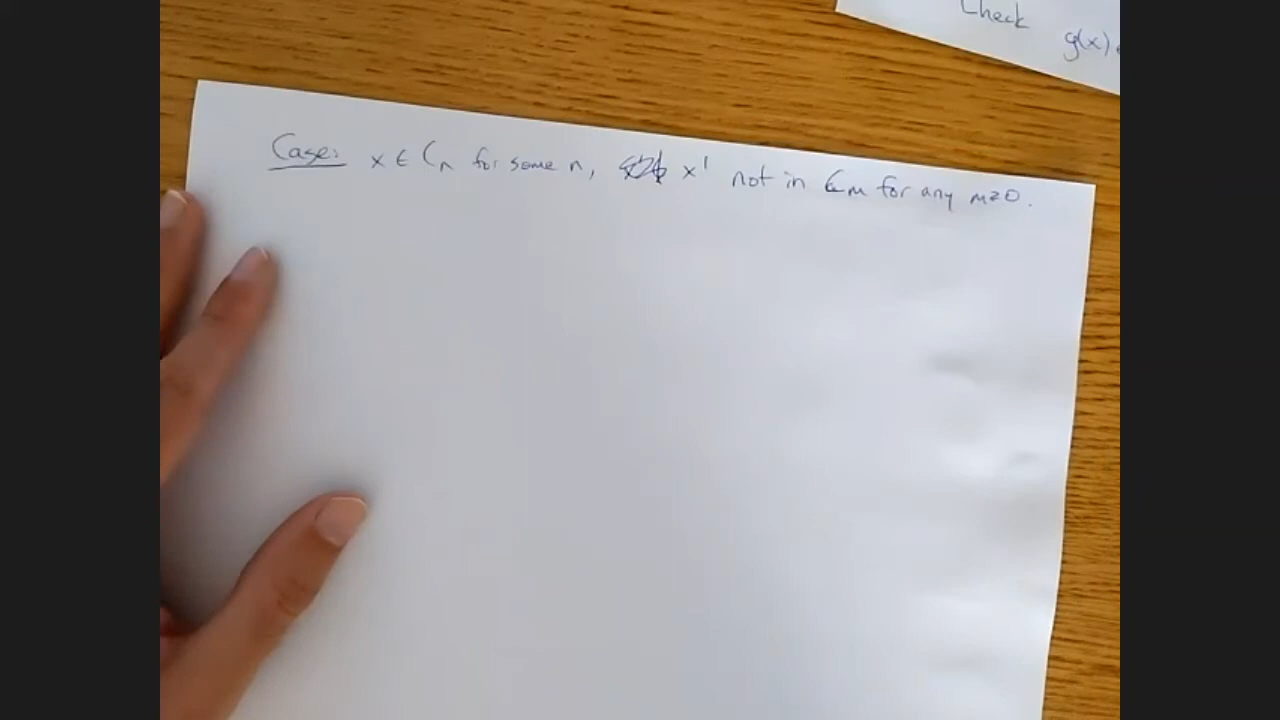 Check
g(x)
Case: x ∈ Cn for some n, x' not in Cm for any m≥0.